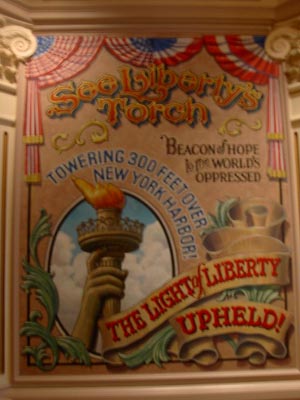 See Lyberty's
Torch
BEACON of HOPE
to the WORLD'S
OPPRESSED
TOWERING 300 FEET OVER
NEW YORK HARBOR!
THE LIGHT of LIBERTY
UPHELD!